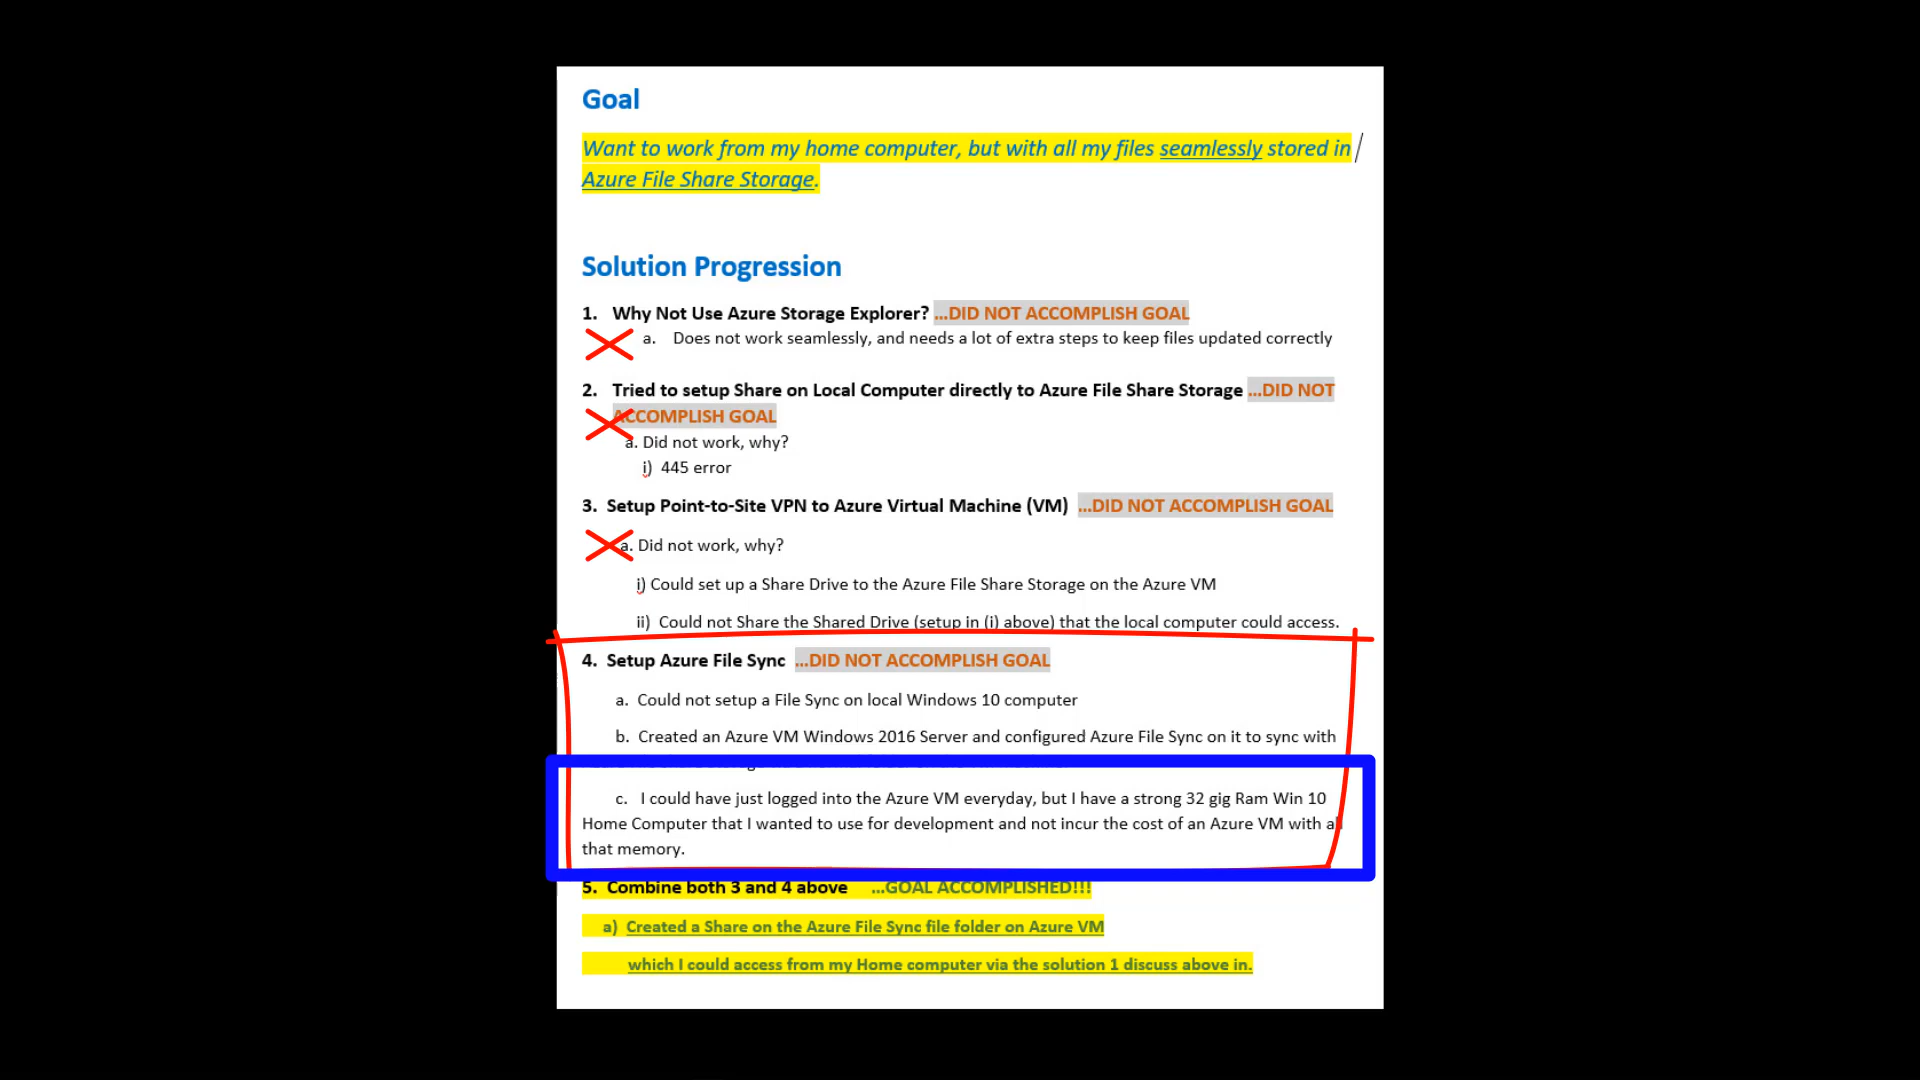 Goal
Want to work from my home computer, but with all my files seamlessly stored in
Azure File Share Storage.
Solution Progression
1. Why Not Use Azure Storage Explorer? ...DID NOT ACCOMPLISH GOAL
a. Does not work seamlessly, and needs a lot of extra steps to keep files updated correctly
2. Tried to setup Share on Local Computer directly to Azure File Share Storage ...DID NOT
ACCOMPLISH GOAL
a. Did not work, why?
i) 445 error
3. Setup Point-to-Site VPN to Azure Virtual Machine (VM) ...DID NOT ACCOMPLISH GOAL
a. Did not work, why?
i) Could set up a Share Drive to the Azure File Share Storage on the Azure VM
ii) Could not Share the Shared Drive (setup in (i) above) that the local computer could access.
4. Setup Azure File Sync ...DID NOT ACCOMPLISH GOAL
a. Could not setup a File Sync on local Windows 10 computer
b. Created an Azure VM Windows 2016 Server and configured Azure File Sync on it to sync with
c. I could have just logged into the Azure VM everyday, but I have a strong 32 gig Ram Win 10
Home Computer that I wanted to use for development and not incur the cost of an Azure VM with all
that memory.
5. Combine both 3 and 4 above ...GOAL ACCOMPLISHED!!!
a) Created a Share on the Azure File Sync file folder on Azure VM
which I could access from my Home computer via the solution 1 discuss above in.